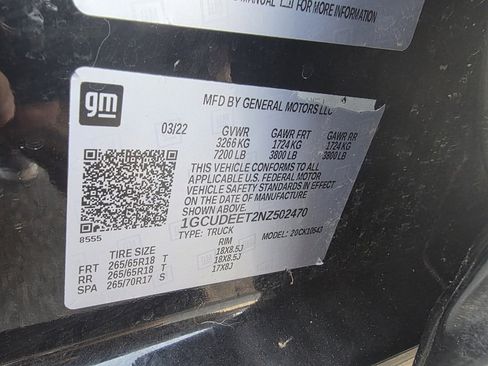 MANUAL FOR MORE INFORMATION
gm
MFD BY GENERAL MOTORS LLC
03/22 GVWR GAWR FRT GAWR RR
3266 KG 1724 KG 1724 KG
7200 LB 3800 LB 3800 LB
THIS VEHICLE CONFORMS TO ALL
APPLICABLE U.S. FEDERAL MOTOR
VEHICLE SAFETY STANDARDS IN EFFECT
ON THE DATE OF MANUFACTURE
SHOWN ABOVE.
1GCUDEET2NZ502470
8555
TYPE: TRUCK MODEL: 20CK10543
TIRE SIZE RIM
FRT 265/65R18 T 18X8.5J
RR 265/65R18 T 18X8.5J
SPA 265/70R17 S 17X8J